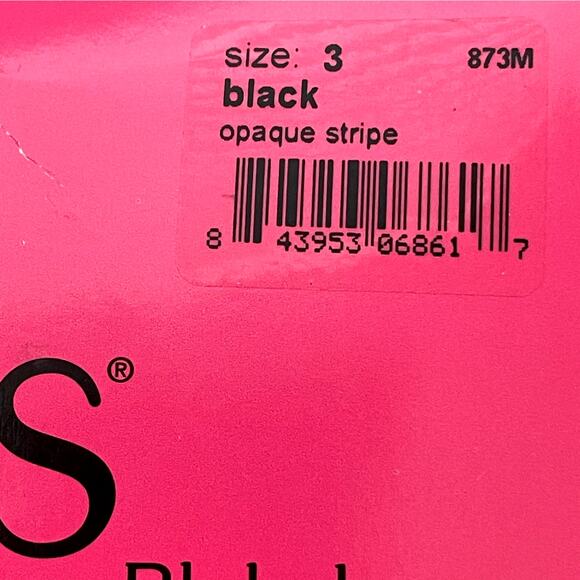 size: 3 873M
black
opaque stripe
8 43953 06861 7
S®